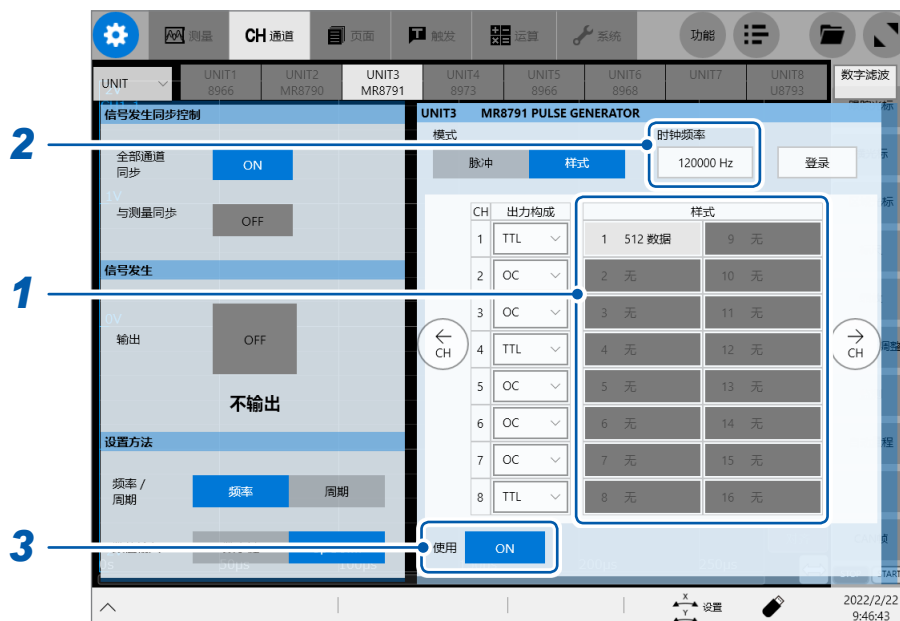 测量
CH 通道
页面
触发
运算
系统
功能
UNIT
UNIT1
8966
UNIT2
MR8790
UNIT3
MR8791
UNIT4
8973
UNIT5
8966
UNIT6
8968
UNIT7
UNIT8
U8793
数字滤波
信号发生同步控制
全部通道
同步
ON
与测量同步
OFF
信号发生
0V
输出
OFF
不输出
设置方法
频率 /
周期
频率
周期
0s
50μs
100μs
UNIT3 MR8791 PULSE GENERATOR
模式
脉冲
样式
时钟频率
120000 Hz
登录
CH 出力构成
样式
1 TTL
1 512 数据
9 无
2 OC
2 无
10 无
3 OC
3 无
11 无
4 TTL
4 无
12 无
5 OC
5 无
13 无
6 OC
6 无
14 无
7 OC
7 无
15 无
8 TTL
8 无
16 无
← CH
→ CH
使用
ON
X
Y
设置
2022/2/22
9:46:43
2
1
3